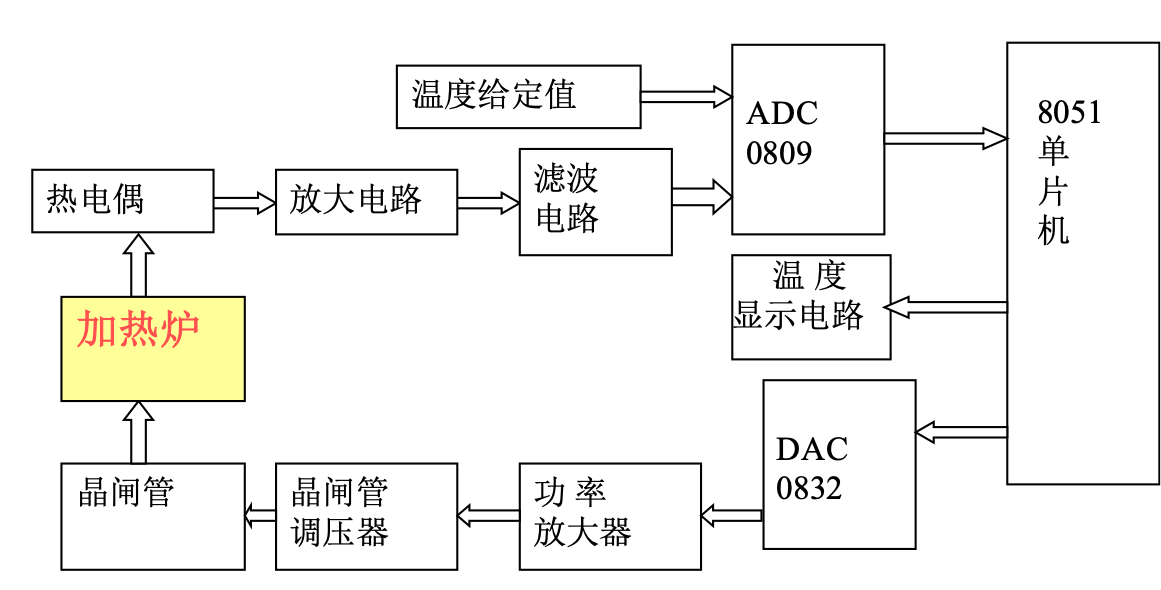 温度给定值
ADC
0809
8051
单
片
机
热电偶
放大电路
滤波
电路
温 度
显示电路
加热炉
DAC
0832
晶闸管
晶闸管
调压器
功 率
放大器